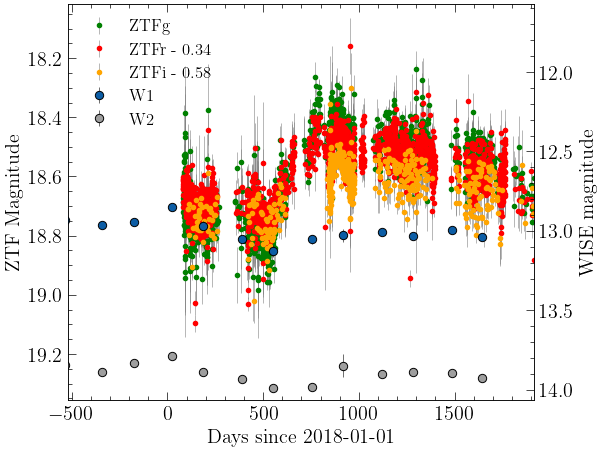 ZTFg
ZTFr - 0.34
ZTFi - 0.58
W1
W2
18.2
18.4
18.6
18.8
19.0
19.2
ZTF Magnitude
12.0
12.5
13.0
13.5
14.0
WISE magnitude
−500
0
500
1000
1500
Days since 2018-01-01